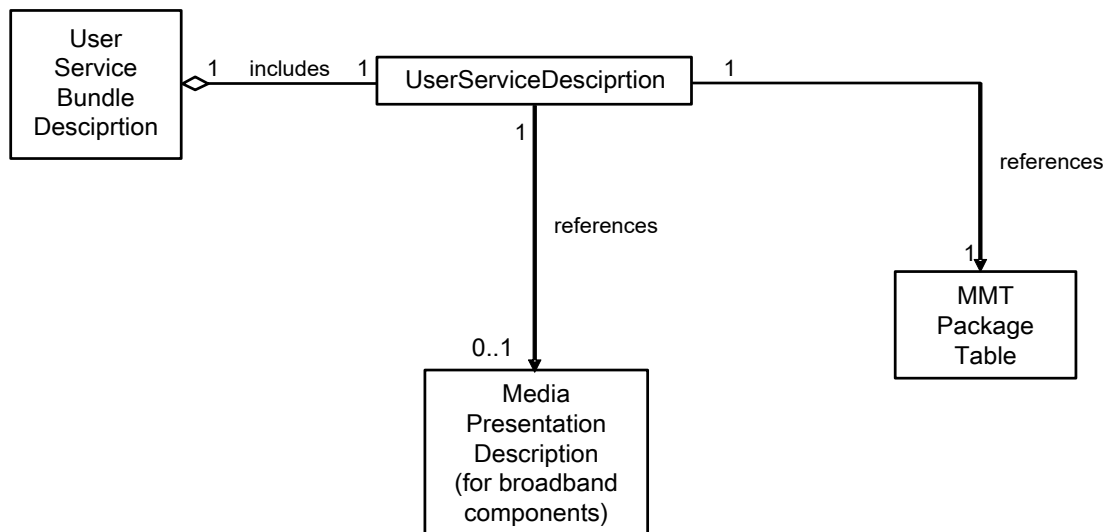 User
Service
Bundle
Desciprtion
1
includes
1
UserServiceDesciprtion
1
1
references
references
1
MMT
Package
Table
0..1
Media
Presentation
Description
(for broadband
components)